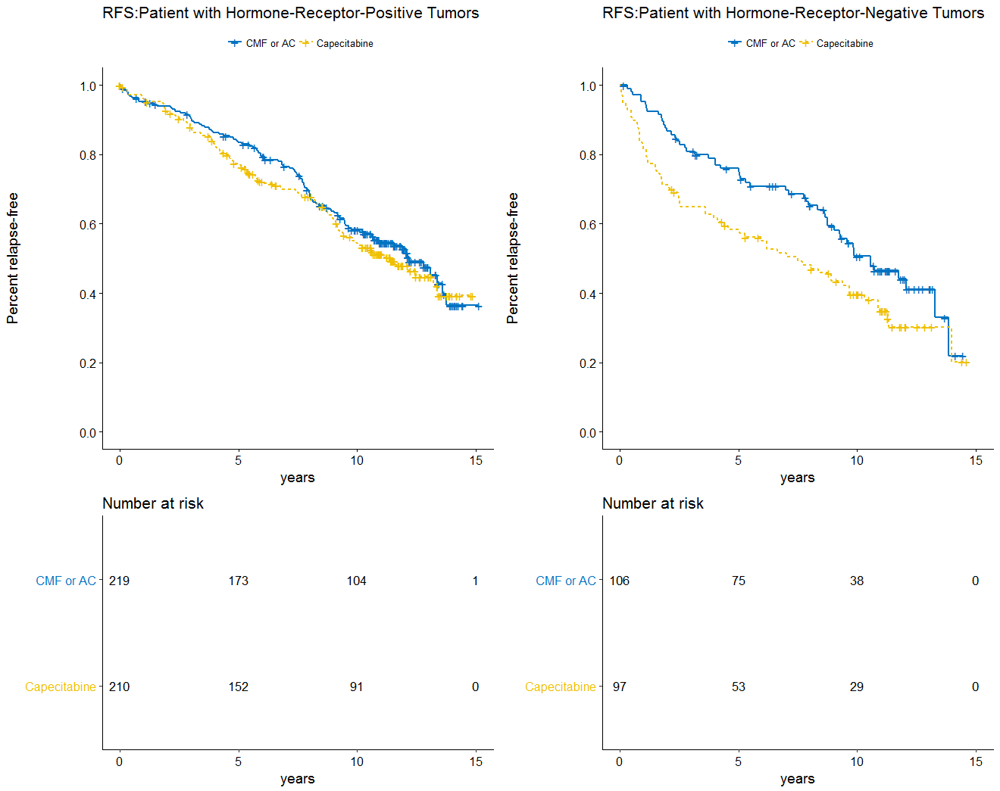 RFS:Patient with Hormone-Receptor-Positive Tumors
CMF or AC Capecitabine
1.0
0.8
0.6
0.4
0.2
0.0
Percent relapse-free
0 5 10 15
years
Number at risk
CMF or AC 219 173 104 1
Capecitabine 210 152 91 0
0 5 10 15
years
RFS:Patient with Hormone-Receptor-Negative Tumors
CMF or AC Capecitabine
1.0
0.8
0.6
0.4
0.2
0.0
Percent relapse-free
0 5 10 15
years
Number at risk
CMF or AC 106 75 38 0
Capecitabine 97 53 29 0
0 5 10 15
years